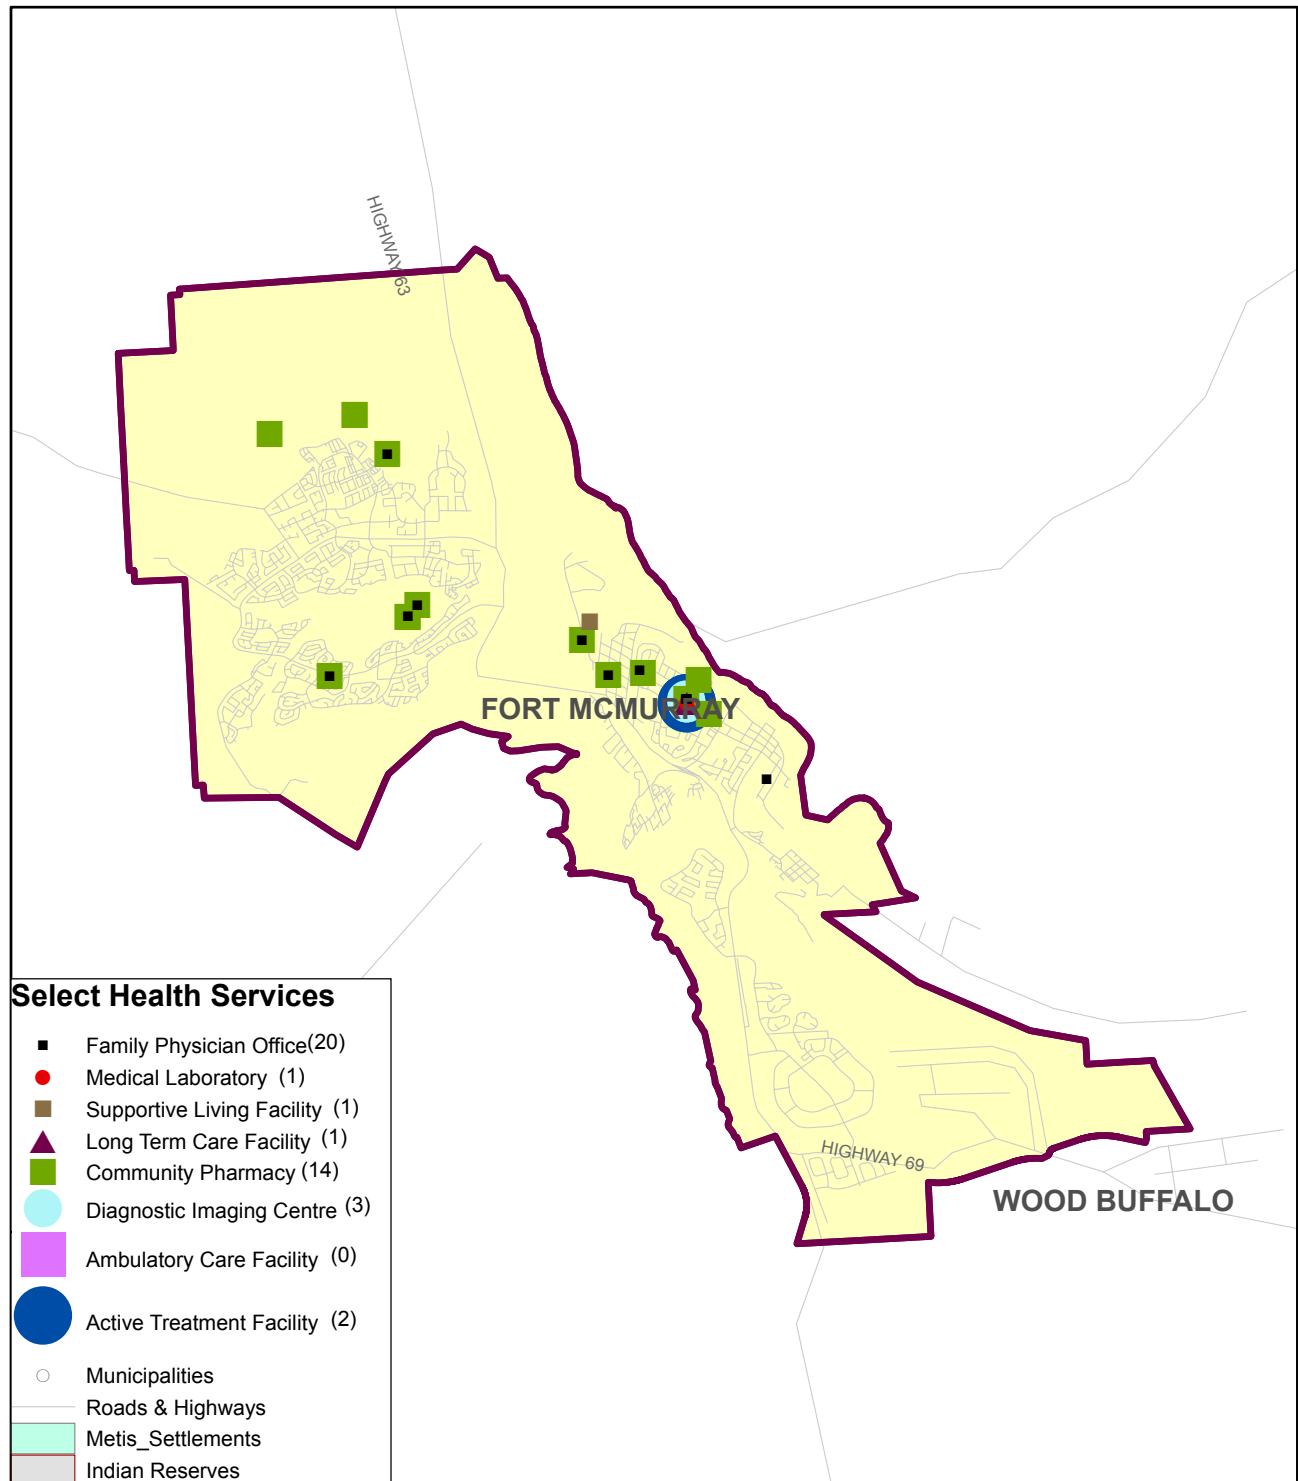 HIGHWAY 63
FORT MCMURRAY
HIGHWAY 69
WOOD BUFFALO
Select Health Services
Family Physician Office(20)
Medical Laboratory (1)
Supportive Living Facility (1)
Long Term Care Facility (1)
Community Pharmacy (14)
Diagnostic Imaging Centre (3)
Ambulatory Care Facility (0)
Active Treatment Facility (2)
Municipalities
Roads & Highways
Metis_Settlements
Indian Reserves